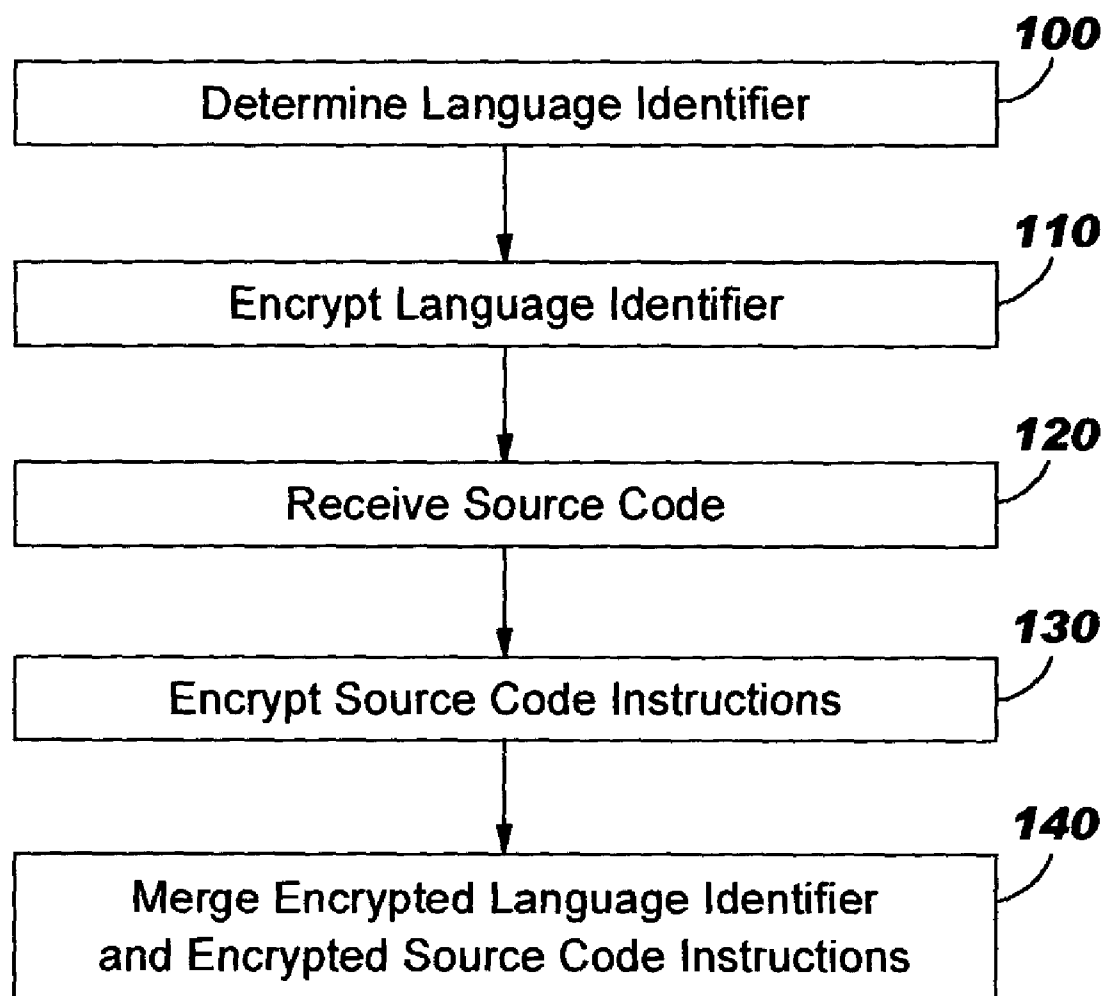 100
Determine Language Identifier
110
Encrypt Language Identifier
120
Receive Source Code
130
Encrypt Source Code Instructions
140
Merge Encrypted Language Identifier
and Encrypted Source Code Instructions